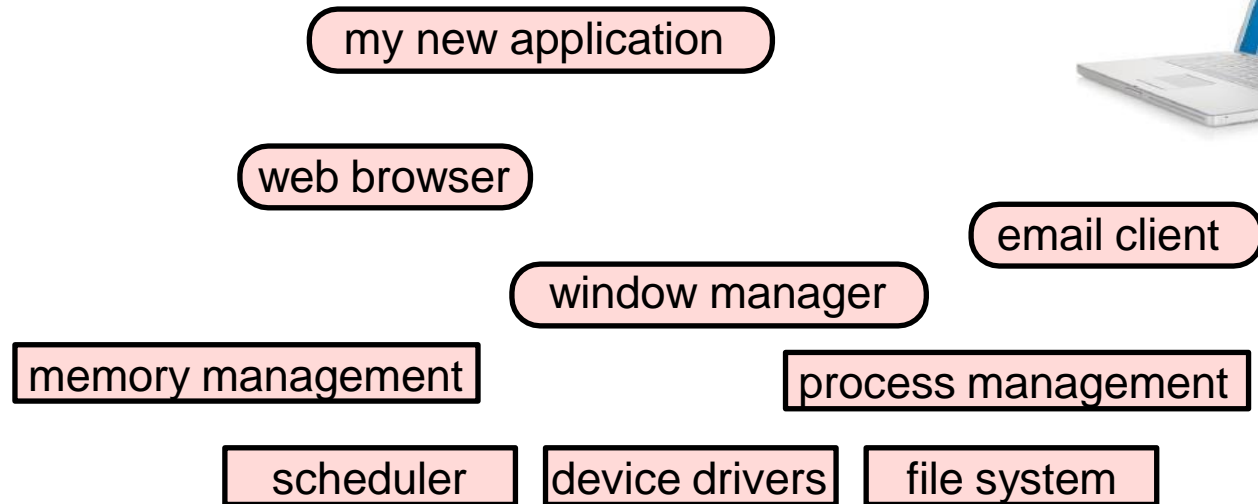 my new application
web browser
email client
window manager
memory management
process management
scheduler
device drivers
file system